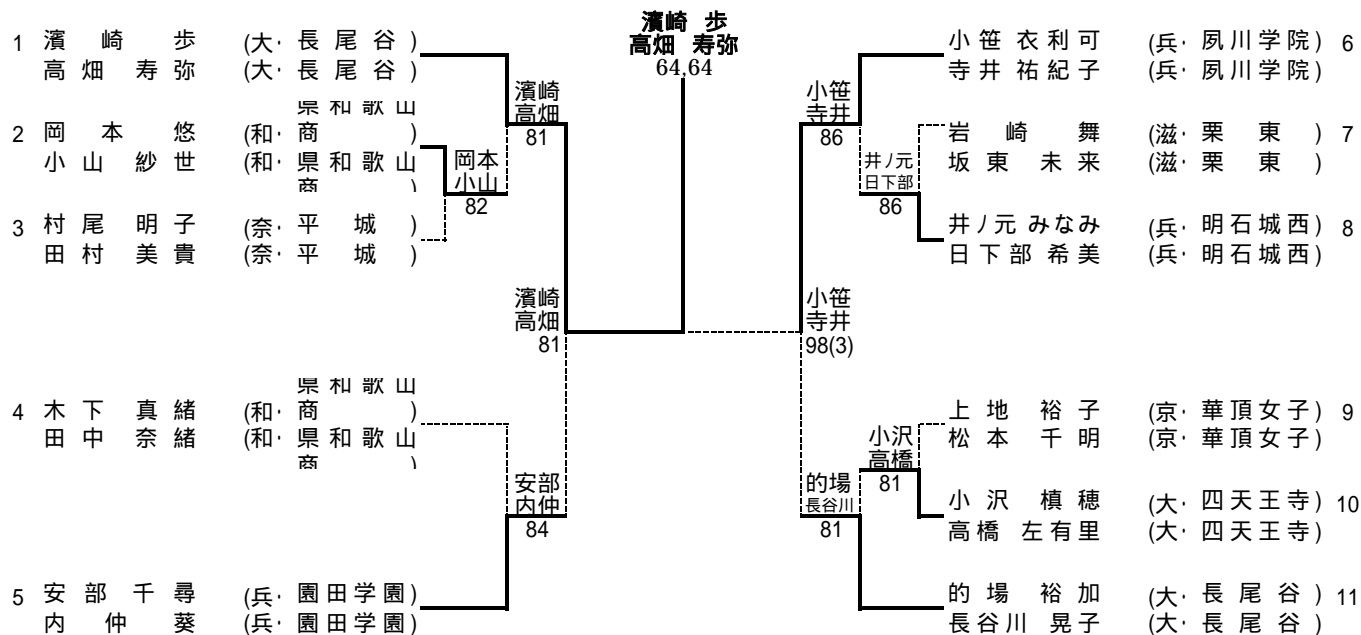 濱崎 歩
高畑 寿弥
64,64
1 濱崎 歩 (大・長尾谷)
高畑 寿弥 (大・長尾谷)
県和歌山
2 岡本 悠 (和・商)
小山 紗世 (和・県和歌山
商)
3 村尾 明子 (奈・平城)
田村 美貴 (奈・平城)
県和歌山
4 木下 真緒 (和・商)
田中 奈緒 (和・県和歌山
商)
5 安部 千尋 (兵・園田学園)
内仲 葵 (兵・園田学園)
岡本
小山
82
濱崎
高畑
81
濱崎
高畑
81
安部
内仲
84
小笹
寺井
86
井ノ元
日下部
86
小笹
寺井
98(3)
小沢
高橋
81
的場
長谷川
81
小笹 衣利可 (兵・夙川学院) 6
寺井 祐紀子 (兵・夙川学院)
岩崎 舞 (滋・栗東) 7
坂東 未来 (滋・栗東)
井ノ元 みなみ (兵・明石城西) 8
日下部 希美 (兵・明石城西)
上地 裕子 (京・華頂女子) 9
松本 千明 (京・華頂女子)
小沢 槙穂 (大・四天王寺) 10
高橋 左有里 (大・四天王寺)
的場 裕加 (大・長尾谷) 11
長谷川 晃子 (大・長尾谷)